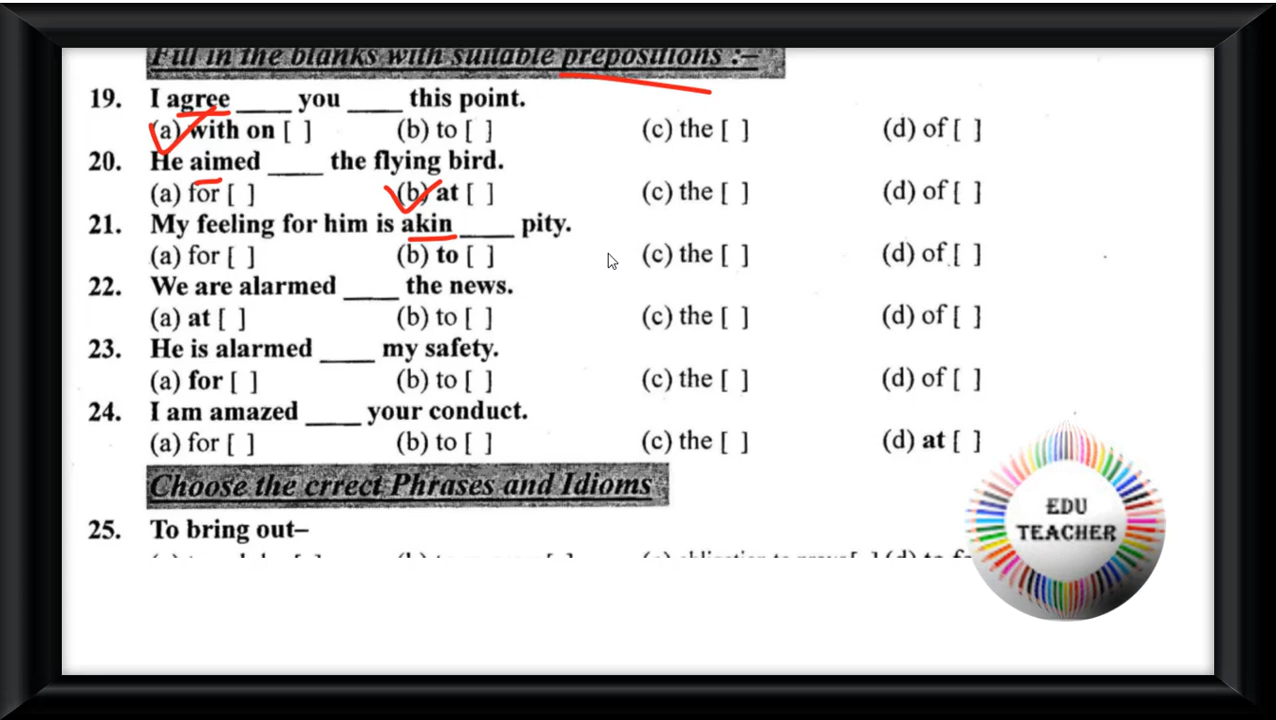 Fill in the blanks with suitable prepositions :–
19. I agree ____ you ____ this point.
(a) with on [ ] (b) to [ ] (c) the [ ] (d) of [ ]
20. He aimed ____ the flying bird.
(a) for [ ] (b) at [ ] (c) the [ ] (d) of [ ]
21. My feeling for him is akin ____ pity.
(a) for [ ] (b) to [ ] (c) the [ ] (d) of [ ]
22. We are alarmed ____ the news.
(a) at [ ] (b) to [ ] (c) the [ ] (d) of [ ]
23. He is alarmed ____ my safety.
(a) for [ ] (b) to [ ] (c) the [ ] (d) of [ ]
24. I am amazed ____ your conduct.
(a) for [ ] (b) to [ ] (c) the [ ] (d) at [ ]
Choose the crrect Phrases and Idioms
25. To bring out–
EDU
TEACHER